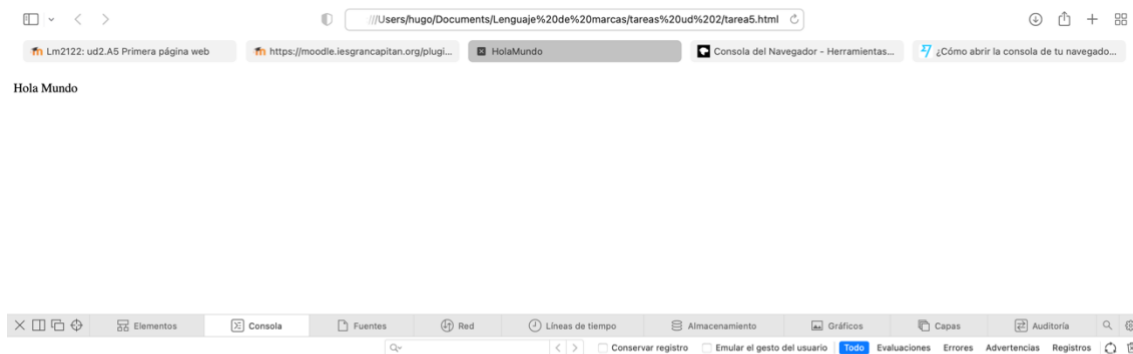 ///Users/hugo/Documents/Lenguaje%20de%20marcas/tareas%20ud%202/tarea5.html
Lm2122: ud2.A5 Primera página web
https://moodle.iesgrancapitan.org/plugi...
HolaMundo
Consola del Navegador - Herramientas...
¿Cómo abrir la consola de tu navegado...
Hola Mundo
Elementos
Consola
Fuentes
Red
Líneas de tiempo
Almacenamiento
Gráficos
Capas
Auditoría
Conservar registro
Emular el gesto del usuario
Todo
Evaluaciones
Errores
Advertencias
Registros